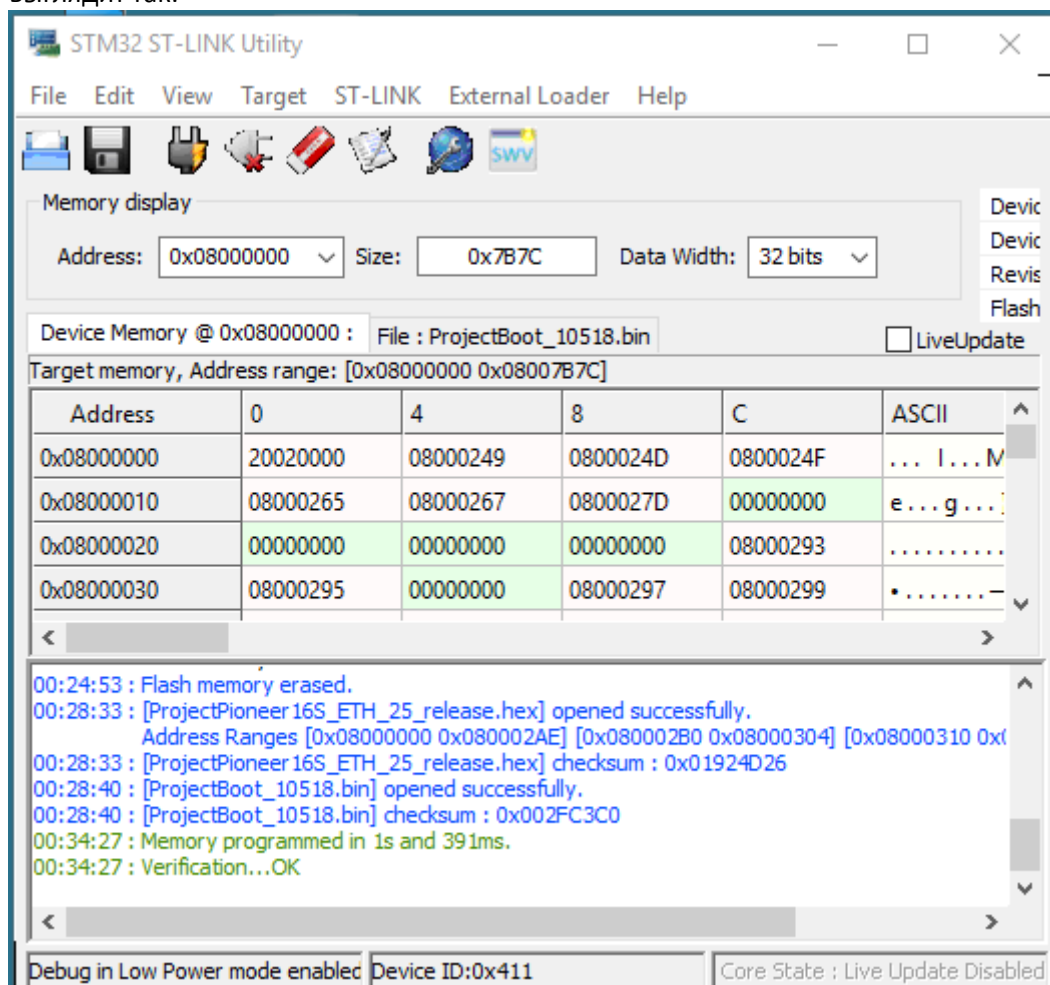 выглядит так:
STM32 ST-LINK Utility
File Edit View Target ST-LINK External Loader Help
SWV
Memory display
Address: 0x08000000 Size: 0x7B7C Data Width: 32 bits
Devic
Devic
Revis
Flash
Device Memory @ 0x08000000 : File : ProjectBoot_10518.bin LiveUpdate
Target memory, Address range: [0x08000000 0x08007B7C]
Address 0 4 8 C ASCII
0x08000000 20020000 08000249 0800024D 0800024F ... I...M
0x08000010 08000265 08000267 0800027D 00000000 e...g...}
0x08000020 00000000 00000000 00000000 08000293 ..........
0x08000030 08000295 00000000 08000297 08000299 •.......—
00:24:53 : Flash memory erased.
00:28:33 : [ProjectPioneer16S_ETH_25_release.hex] opened successfully.
Address Ranges [0x08000000 0x080002AE] [0x080002B0 0x08000304] [0x08000310 0x0(
00:28:33 : [ProjectPioneer16S_ETH_25_release.hex] checksum : 0x01924D26
00:28:40 : [ProjectBoot_10518.bin] opened successfully.
00:28:40 : [ProjectBoot_10518.bin] checksum : 0x002FC3C0
00:34:27 : Memory programmed in 1s and 391ms.
00:34:27 : Verification...OK
Debug in Low Power mode enabled Device ID:0x411 Core State : Live Update Disabled